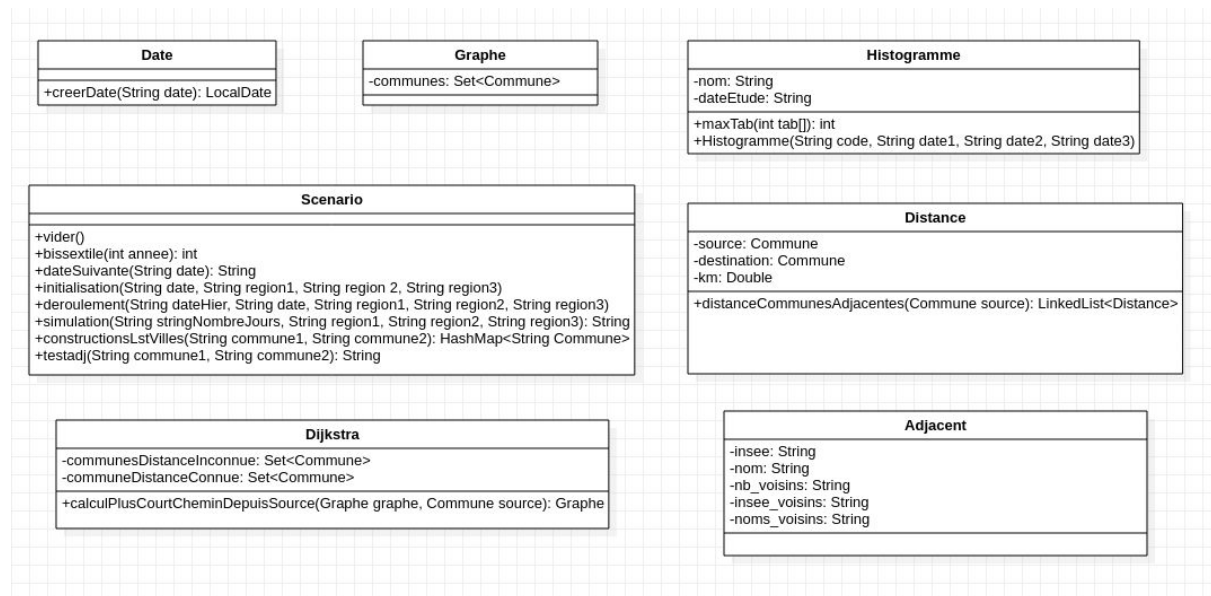 Date
+creerDate(String date): LocalDate
Graphe
-communes: Set<Commune>
Histogramme
-nom: String
-dateEtude: String
+maxTab(int tab[]): int
+Histogramme(String code, String date1, String date2, String date3)
Scenario
+vider()
+bissextile(int annee): int
+dateSuivante(String date): String
+initialisation(String date, String region1, String region 2, String region3)
+deroulement(String dateHier, String date, String region1, String region2, String region3)
+simulation(String stringNombreJours, String region1, String region2, String region3): String
+constructionsLstVilles(String commune1, String commune2): HashMap<String Commune>
+testadj(String commune1, String commune2): String
Distance
-source: Commune
-destination: Commune
-km: Double
+distanceCommunesAdjacentes(Commune source): LinkedList<Distance>
Dijkstra
-communesDistanceInconnue: Set<Commune>
-communeDistanceConnue: Set<Commune>
+calculPlusCourtCheminDepuisSource(Graphe graphe, Commune source): Graphe
Adjacent
-insee: String
-nom: String
-nb_voisins: String
-insee_voisins: String
-noms_voisins: String